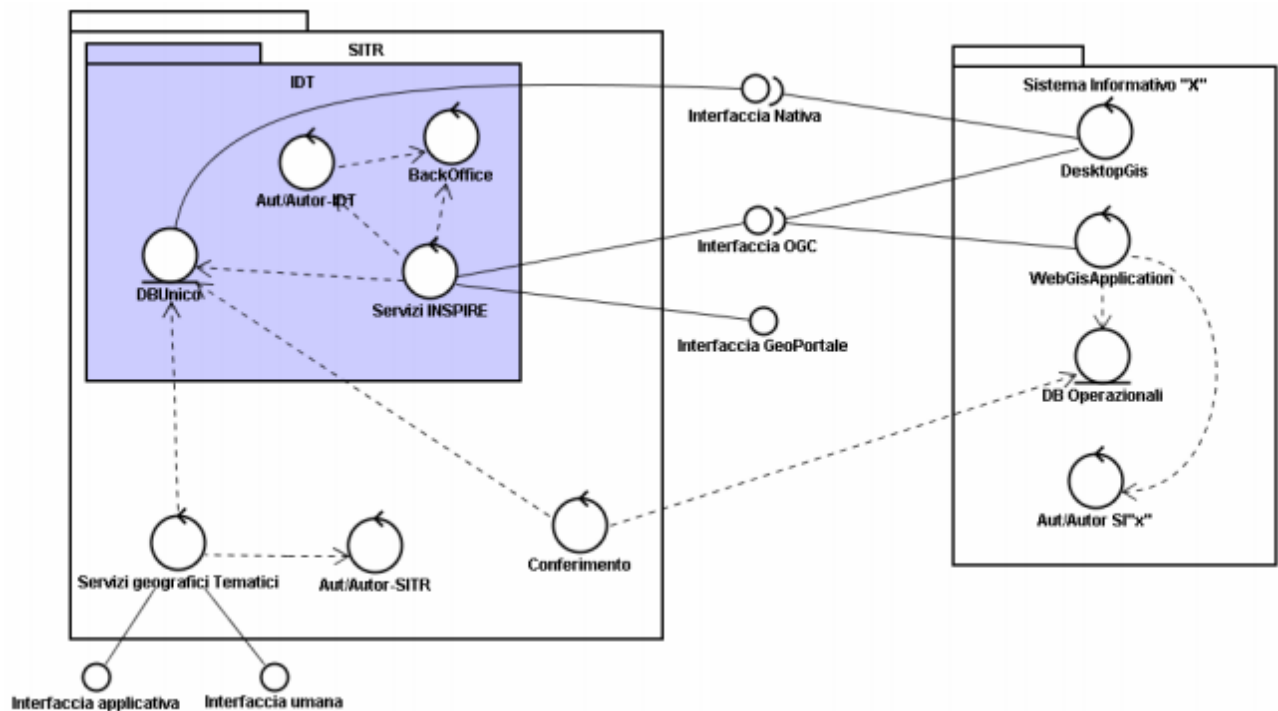 SITR
IDT
Sistema Informativo "X"
Interfaccia Nativa
DesktopGis
BackOffice
Aut/Autor-IDT
Interfaccia OGC
WebGisApplication
DBUnico
Servizi INSPIRE
Interfaccia GeoPortale
DB Operazionali
Aut/Autor SI"x"
Conferimento
Servizi geografici Tematici
Aut/Autor-SITR
Interfaccia applicativa
Interfaccia umana